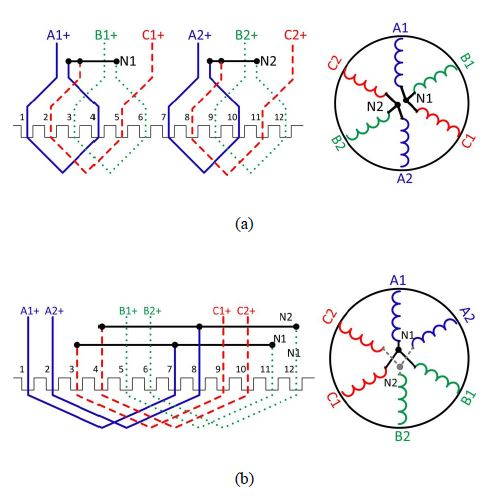 A1+ B1+ C1+ A2+ B2+ C2+
N1 N2
1 2 3 4 5 6 7 8 9 10 11 12
A1
C2 B1
N2 N1
B2 C1
A2
(a)
A1+ A2+ B1+ B2+ C1+ C2+
N2
N1
N1
1 2 3 4 5 6 7 8 9 10 11 12
A1
C2 A2
N1
N2
C1 B1
B2
(b)